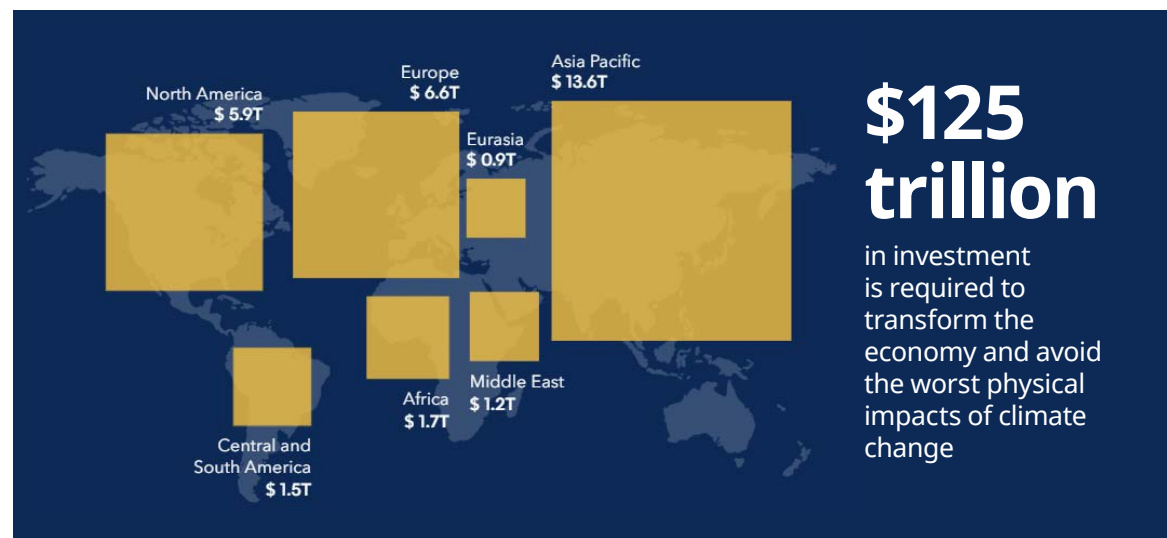 North America
$ 5.9T
Europe
$ 6.6T
Asia Pacific
$ 13.6T
Eurasia
$ 0.9T
Central and
South America
$ 1.5T
Africa
$ 1.7T
Middle East
$ 1.2T
$125
trillion
in investment
is required to
transform the
economy and avoid
the worst physical
impacts of climate
change